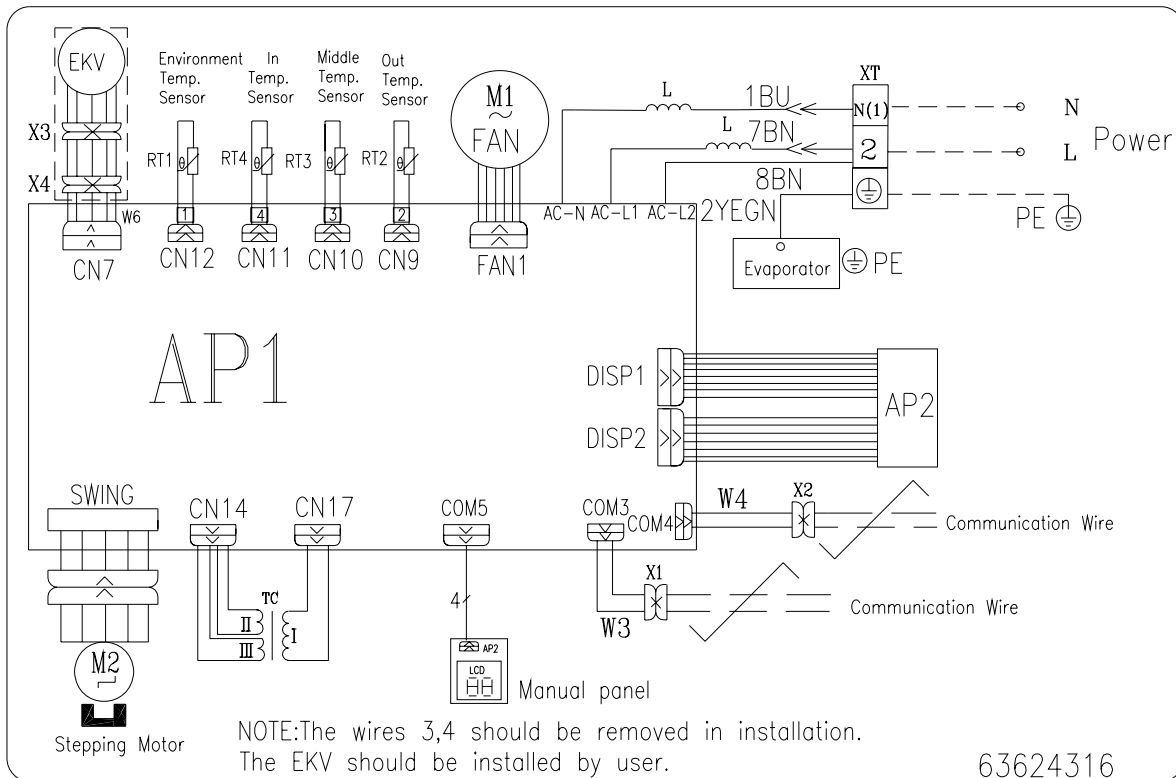 EKV
X3
X4
W6
CN7
Environment
Temp.
Sensor
RT1
1
CN12
In
Temp.
Sensor
RT4
4
CN11
Middle
Temp.
Sensor
RT3
3
CN10
Out
Temp.
Sensor
RT2
2
CN9
M1
FAN
FAN1
L
1BU
XT
N(1)
N
L
7BN
2
L
Power
8BN
AC-N AC-L1 AC-L2
2YEGN
PE
Evaporator
PE
AP1
DISP1
DISP2
AP2
SWING
M2
Stepping Motor
CN14
CN17
TC
II
III
I
COM5
4
AP2
LCD
Manual panel
COM3
X1
W3
Communication Wire
COM4
W4
X2
Communication Wire
NOTE:The wires 3,4 should be removed in installation.
The EKV should be installed by user.
63624316